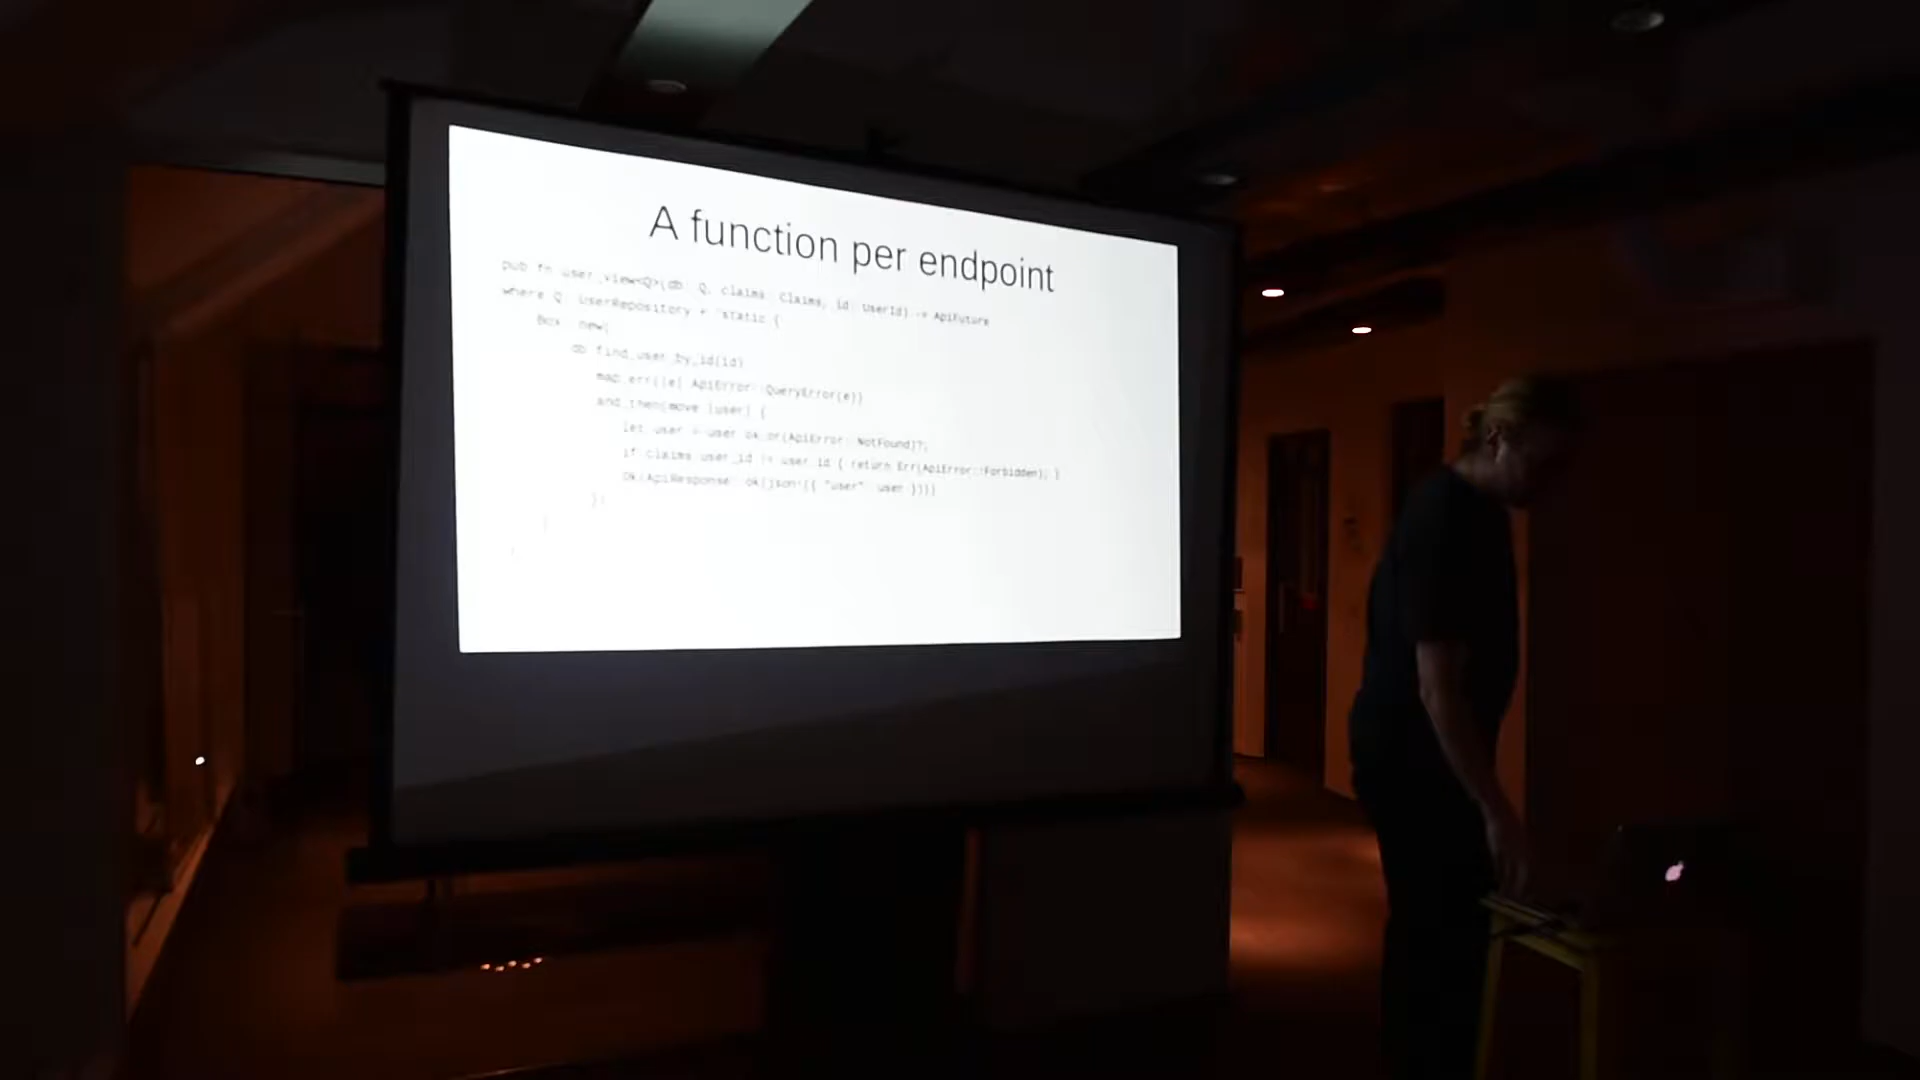 A function per endpoint
pub fn user_view<Q>(db: Q, claims: Claims, id: UserId) -> ApiFuture
where Q: UserRepository + 'static {
Box::new(
db.find_user_by_id(id)
.map_err(|e| ApiError::QueryError(e))
.and_then(move |user| {
let user = user.ok_or(ApiError::NotFound)?;
if claims.user_id != user.id { return Err(ApiError::Forbidden); }
Ok(ApiResponse::ok(json!({ "user": user })))
})
)
}